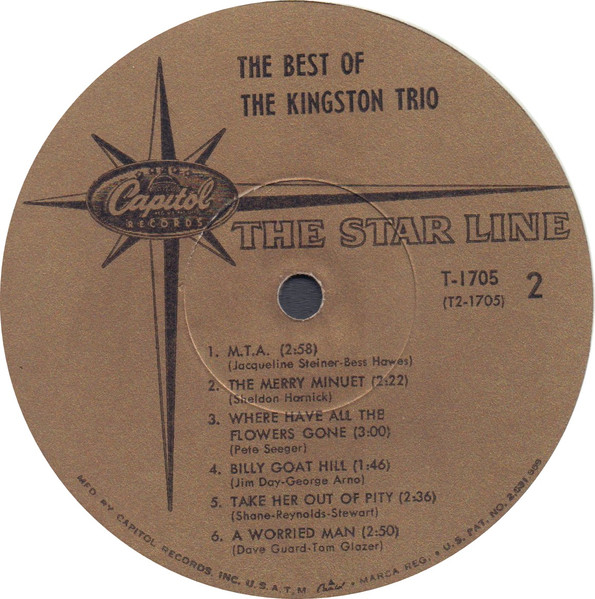 THE BEST OF
THE KINGSTON TRIO
Capitol
RECORDS
THE STAR LINE
T-1705
(T2-1705)
2
1. M.T.A. (2:58)
(Jacqueline Steiner-Bess Hawes)
2. THE MERRY MINUET (2:22)
(Sheldon Harnick)
3. WHERE HAVE ALL THE
FLOWERS GONE (3:00)
(Pete Seeger)
4. BILLY GOAT HILL (1:46)
(Jim Day-George Arno)
5. TAKE HER OUT OF PITY (2:36)
(Shane-Reynolds-Stewart)
6. A WORRIED MAN (2:50)
(Dave Guard-Tom Glazer)
MFD. BY CAPITOL RECORDS, INC. U.S.A. T.M. MARCA REG. • U.S. PAT. NO. 2,631,859